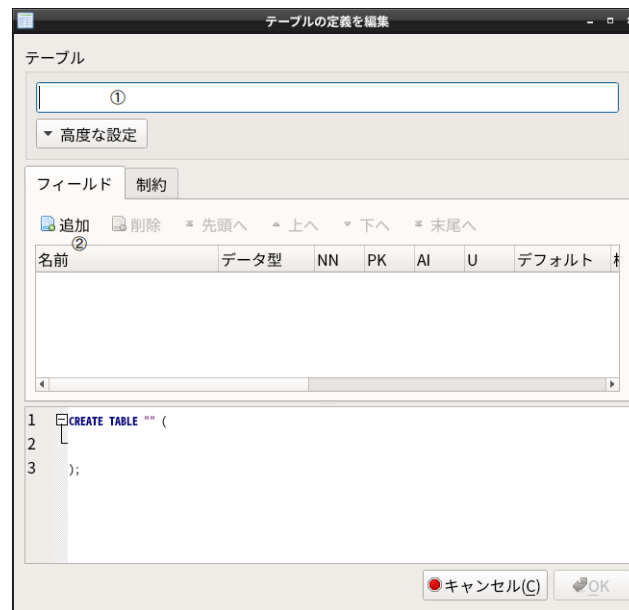 テーブルの定義を編集
テーブル
①
高度な設定
フィールド 制約
追加 削除 先頭へ 上へ 下へ 末尾へ
②
名前 データ型 NN PK AI U デフォルト
1 CREATE TABLE "" (
2
3 );
キャンセル(C) OK